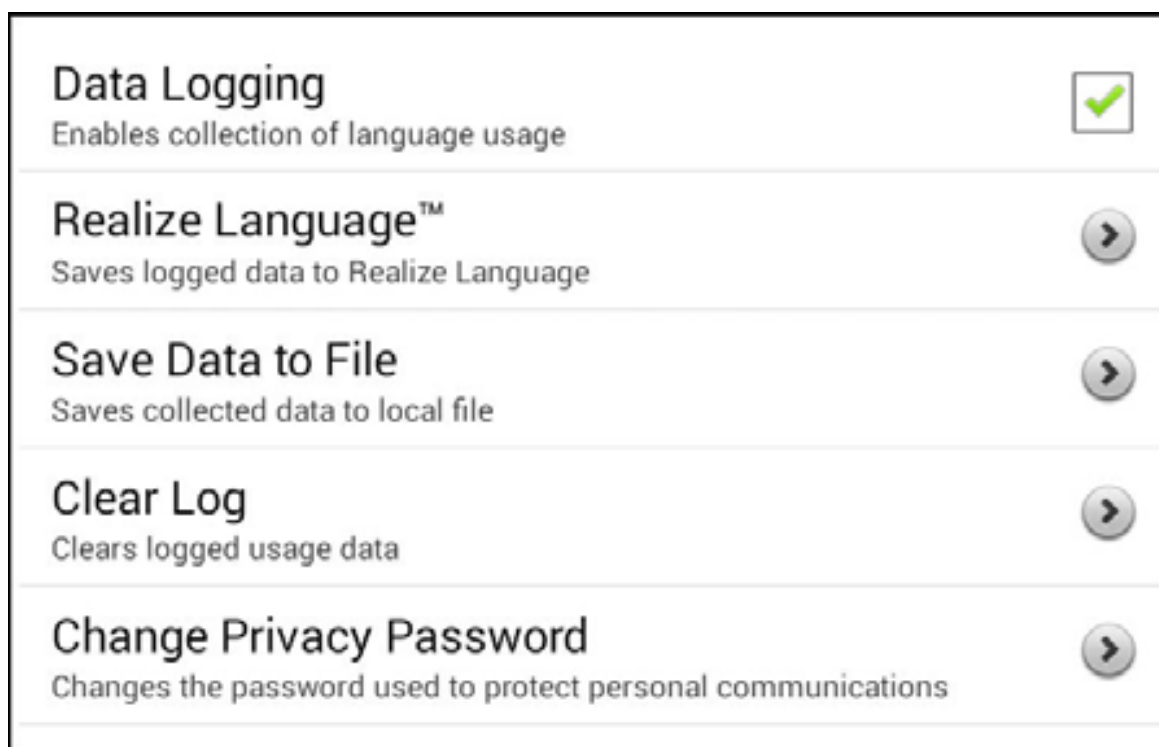 Data Logging
Enables collection of language usage
Realize Language™
Saves logged data to Realize Language
Save Data to File
Saves collected data to local file
Clear Log
Clears logged usage data
Change Privacy Password
Changes the password used to protect personal communications